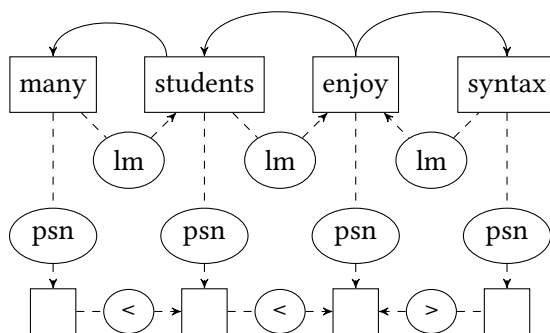 many students enjoy syntax
lm lm lm
psn psn psn psn
< < >